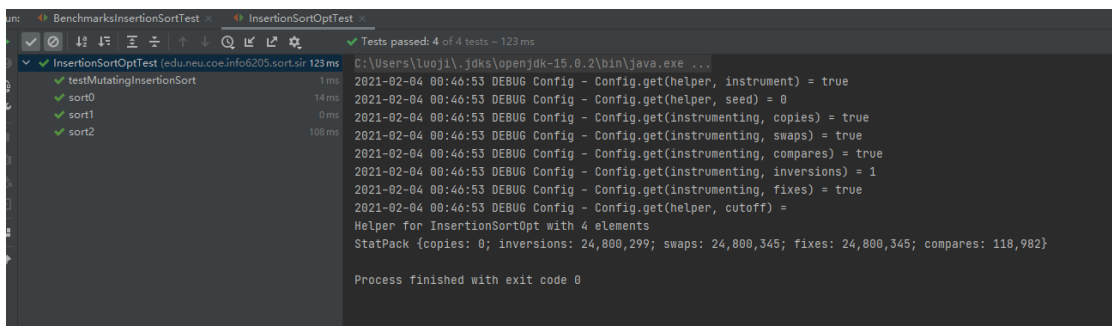 un: BenchmarksInsertionSortTest × InsertionSortOptTest ×
Tests passed: 4 of 4 tests – 123 ms
InsertionSortOptTest (edu.neu.coe.info6205.sort.sir 123 ms
testMutatingInsertionSort 1 ms
sort0 14 ms
sort1 0 ms
sort2 108 ms
C:\Users\luoji\.jdks\openjdk-15.0.2\bin\java.exe ...
2021-02-04 00:46:53 DEBUG Config - Config.get(helper, instrument) = true
2021-02-04 00:46:53 DEBUG Config - Config.get(helper, seed) = 0
2021-02-04 00:46:53 DEBUG Config - Config.get(instrumenting, copies) = true
2021-02-04 00:46:53 DEBUG Config - Config.get(instrumenting, swaps) = true
2021-02-04 00:46:53 DEBUG Config - Config.get(instrumenting, compares) = true
2021-02-04 00:46:53 DEBUG Config - Config.get(instrumenting, inversions) = 1
2021-02-04 00:46:53 DEBUG Config - Config.get(instrumenting, fixes) = true
2021-02-04 00:46:53 DEBUG Config - Config.get(helper, cutoff) =
Helper for InsertionSortOpt with 4 elements
StatPack {copies: 0; inversions: 24,800,299; swaps: 24,800,345; fixes: 24,800,345; compares: 118,982}
Process finished with exit code 0